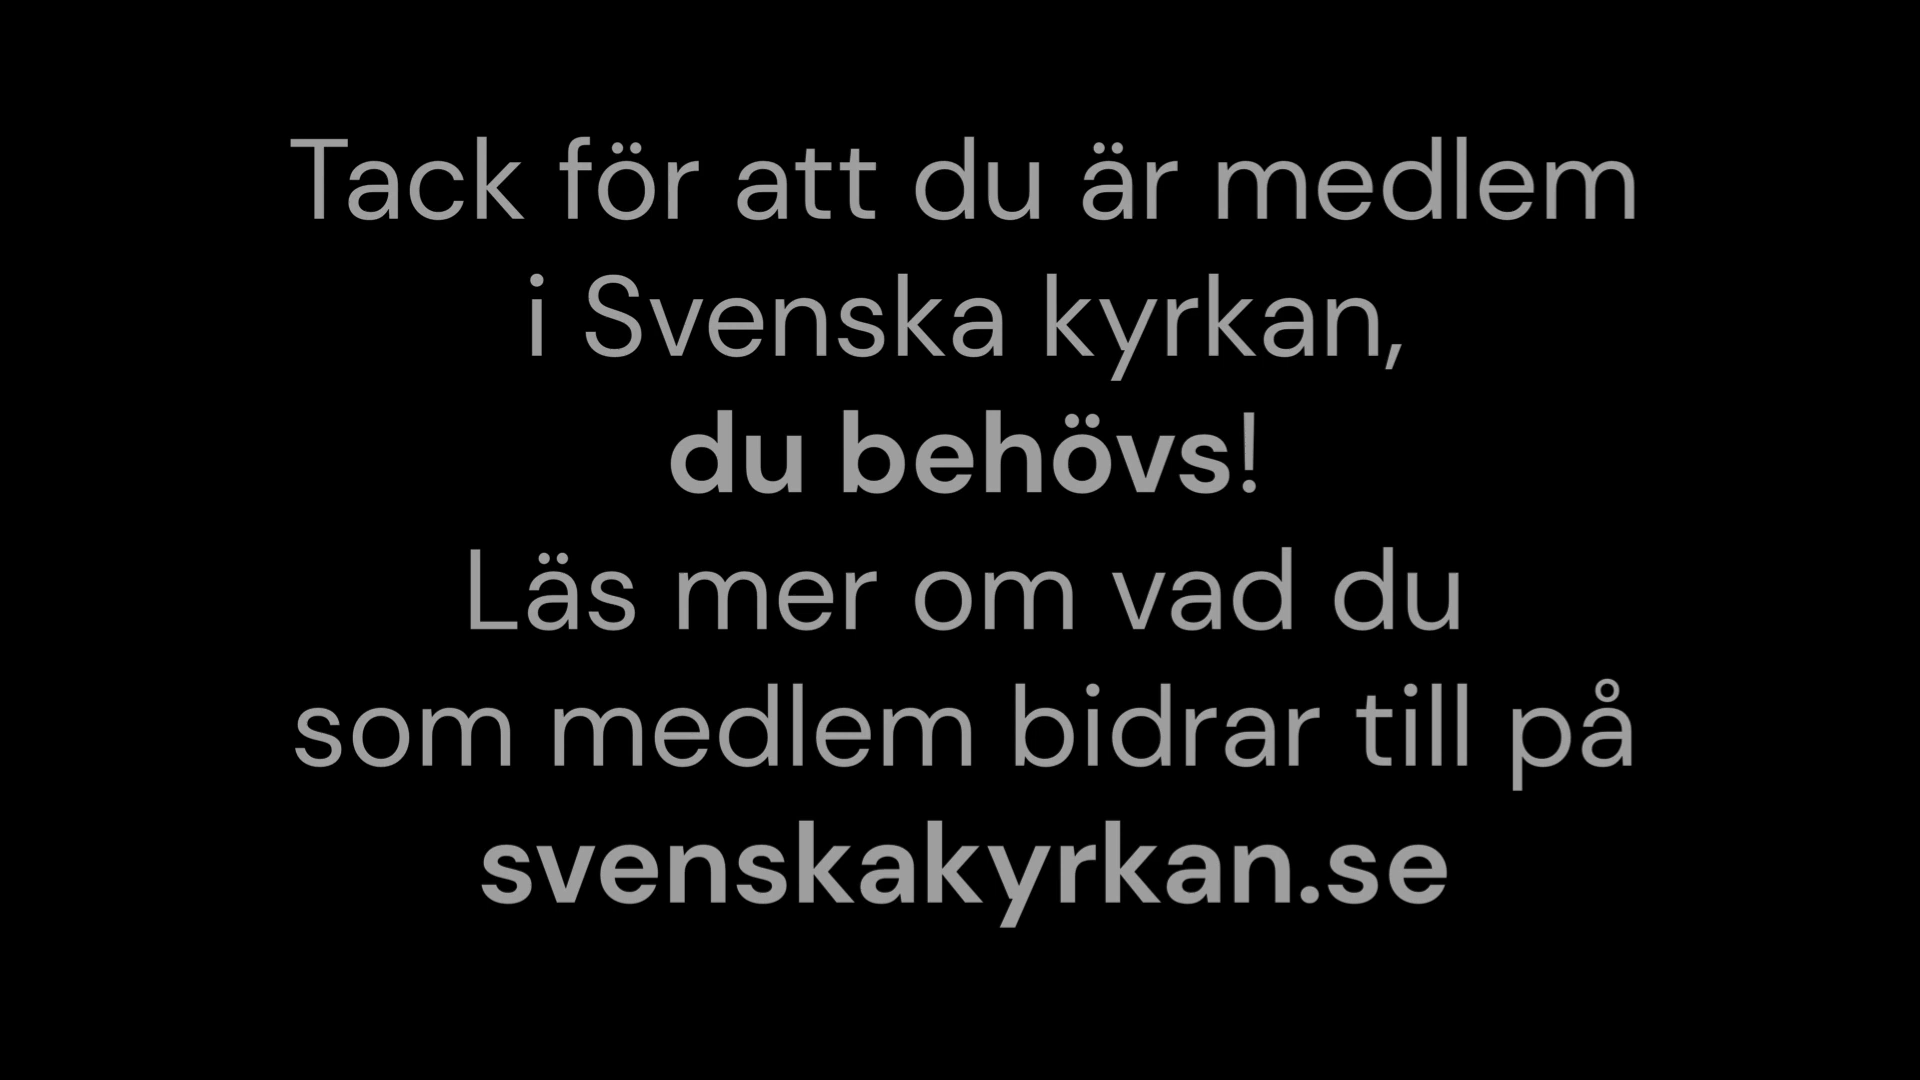 Tack för att du är medlem
i Svenska kyrkan,
du behövs!
Läs mer om vad du
som medlem bidrar till på
svenskakyrkan.se